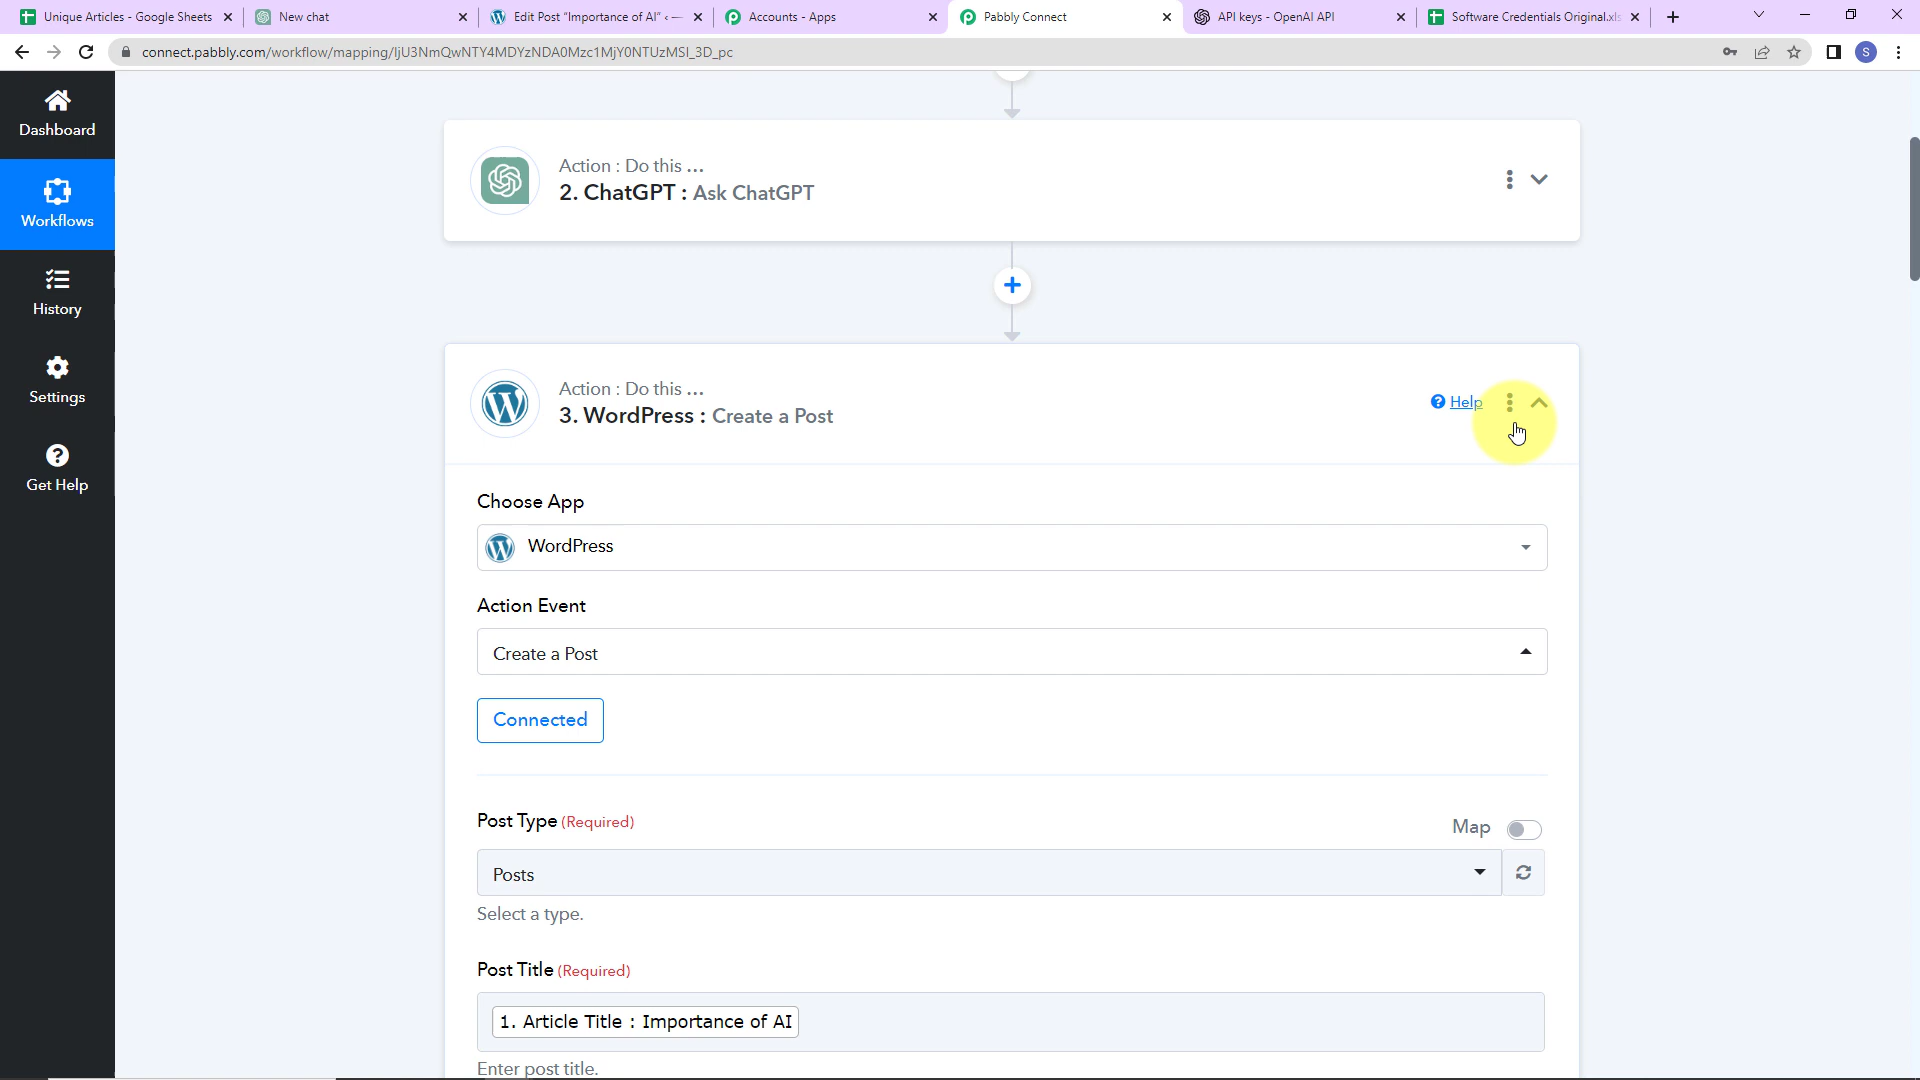 Unique Articles - Google Sheets
New chat
Edit Post "Importance of AI" ‹ —
Accounts - Apps
Pabbly Connect
API keys - OpenAI API
Software Credentials Original.xls
connect.pabbly.com/workflow/mapping/IjU3NmQwNTY4MDYzNDA0Mzc1MjY0NTUzMSI_3D_pc
S
Dashboard
Workflows
History
Settings
Get Help
Action : Do this ...
2. ChatGPT : Ask ChatGPT
Action : Do this ...
3. WordPress : Create a Post
Help
Choose App
WordPress
Action Event
Create a Post
Connected
Post Type (Required)
Map
Posts
Select a type.
Post Title (Required)
1. Article Title : Importance of AI
Enter post title.